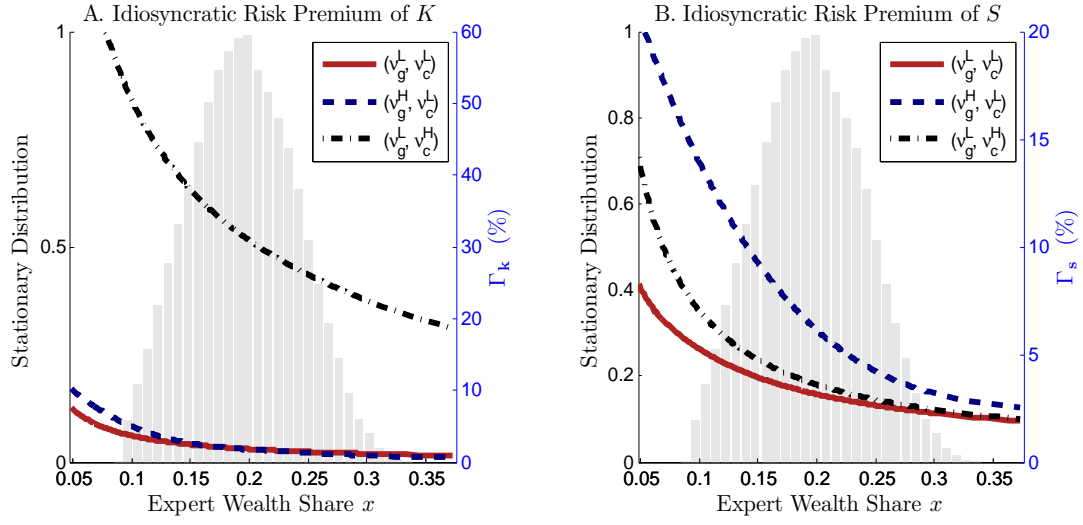 A. Idiosyncratic Risk Premium of K
1
0.5
0
Stationary Distribution
(ν_g^L, ν_c^L)
(ν_g^H, ν_c^L)
(ν_g^L, ν_c^H)
60
50
40
30
20
10
0
Γ_k (%)
0.05 0.1 0.15 0.2 0.25 0.3 0.35
Expert Wealth Share x
B. Idiosyncratic Risk Premium of S
1
0.8
0.6
0.4
0.2
0
Stationary Distribution
(ν_g^L, ν_c^L)
(ν_g^H, ν_c^L)
(ν_g^L, ν_c^H)
20
15
10
5
0
Γ_s (%)
0.05 0.1 0.15 0.2 0.25 0.3 0.35
Expert Wealth Share x